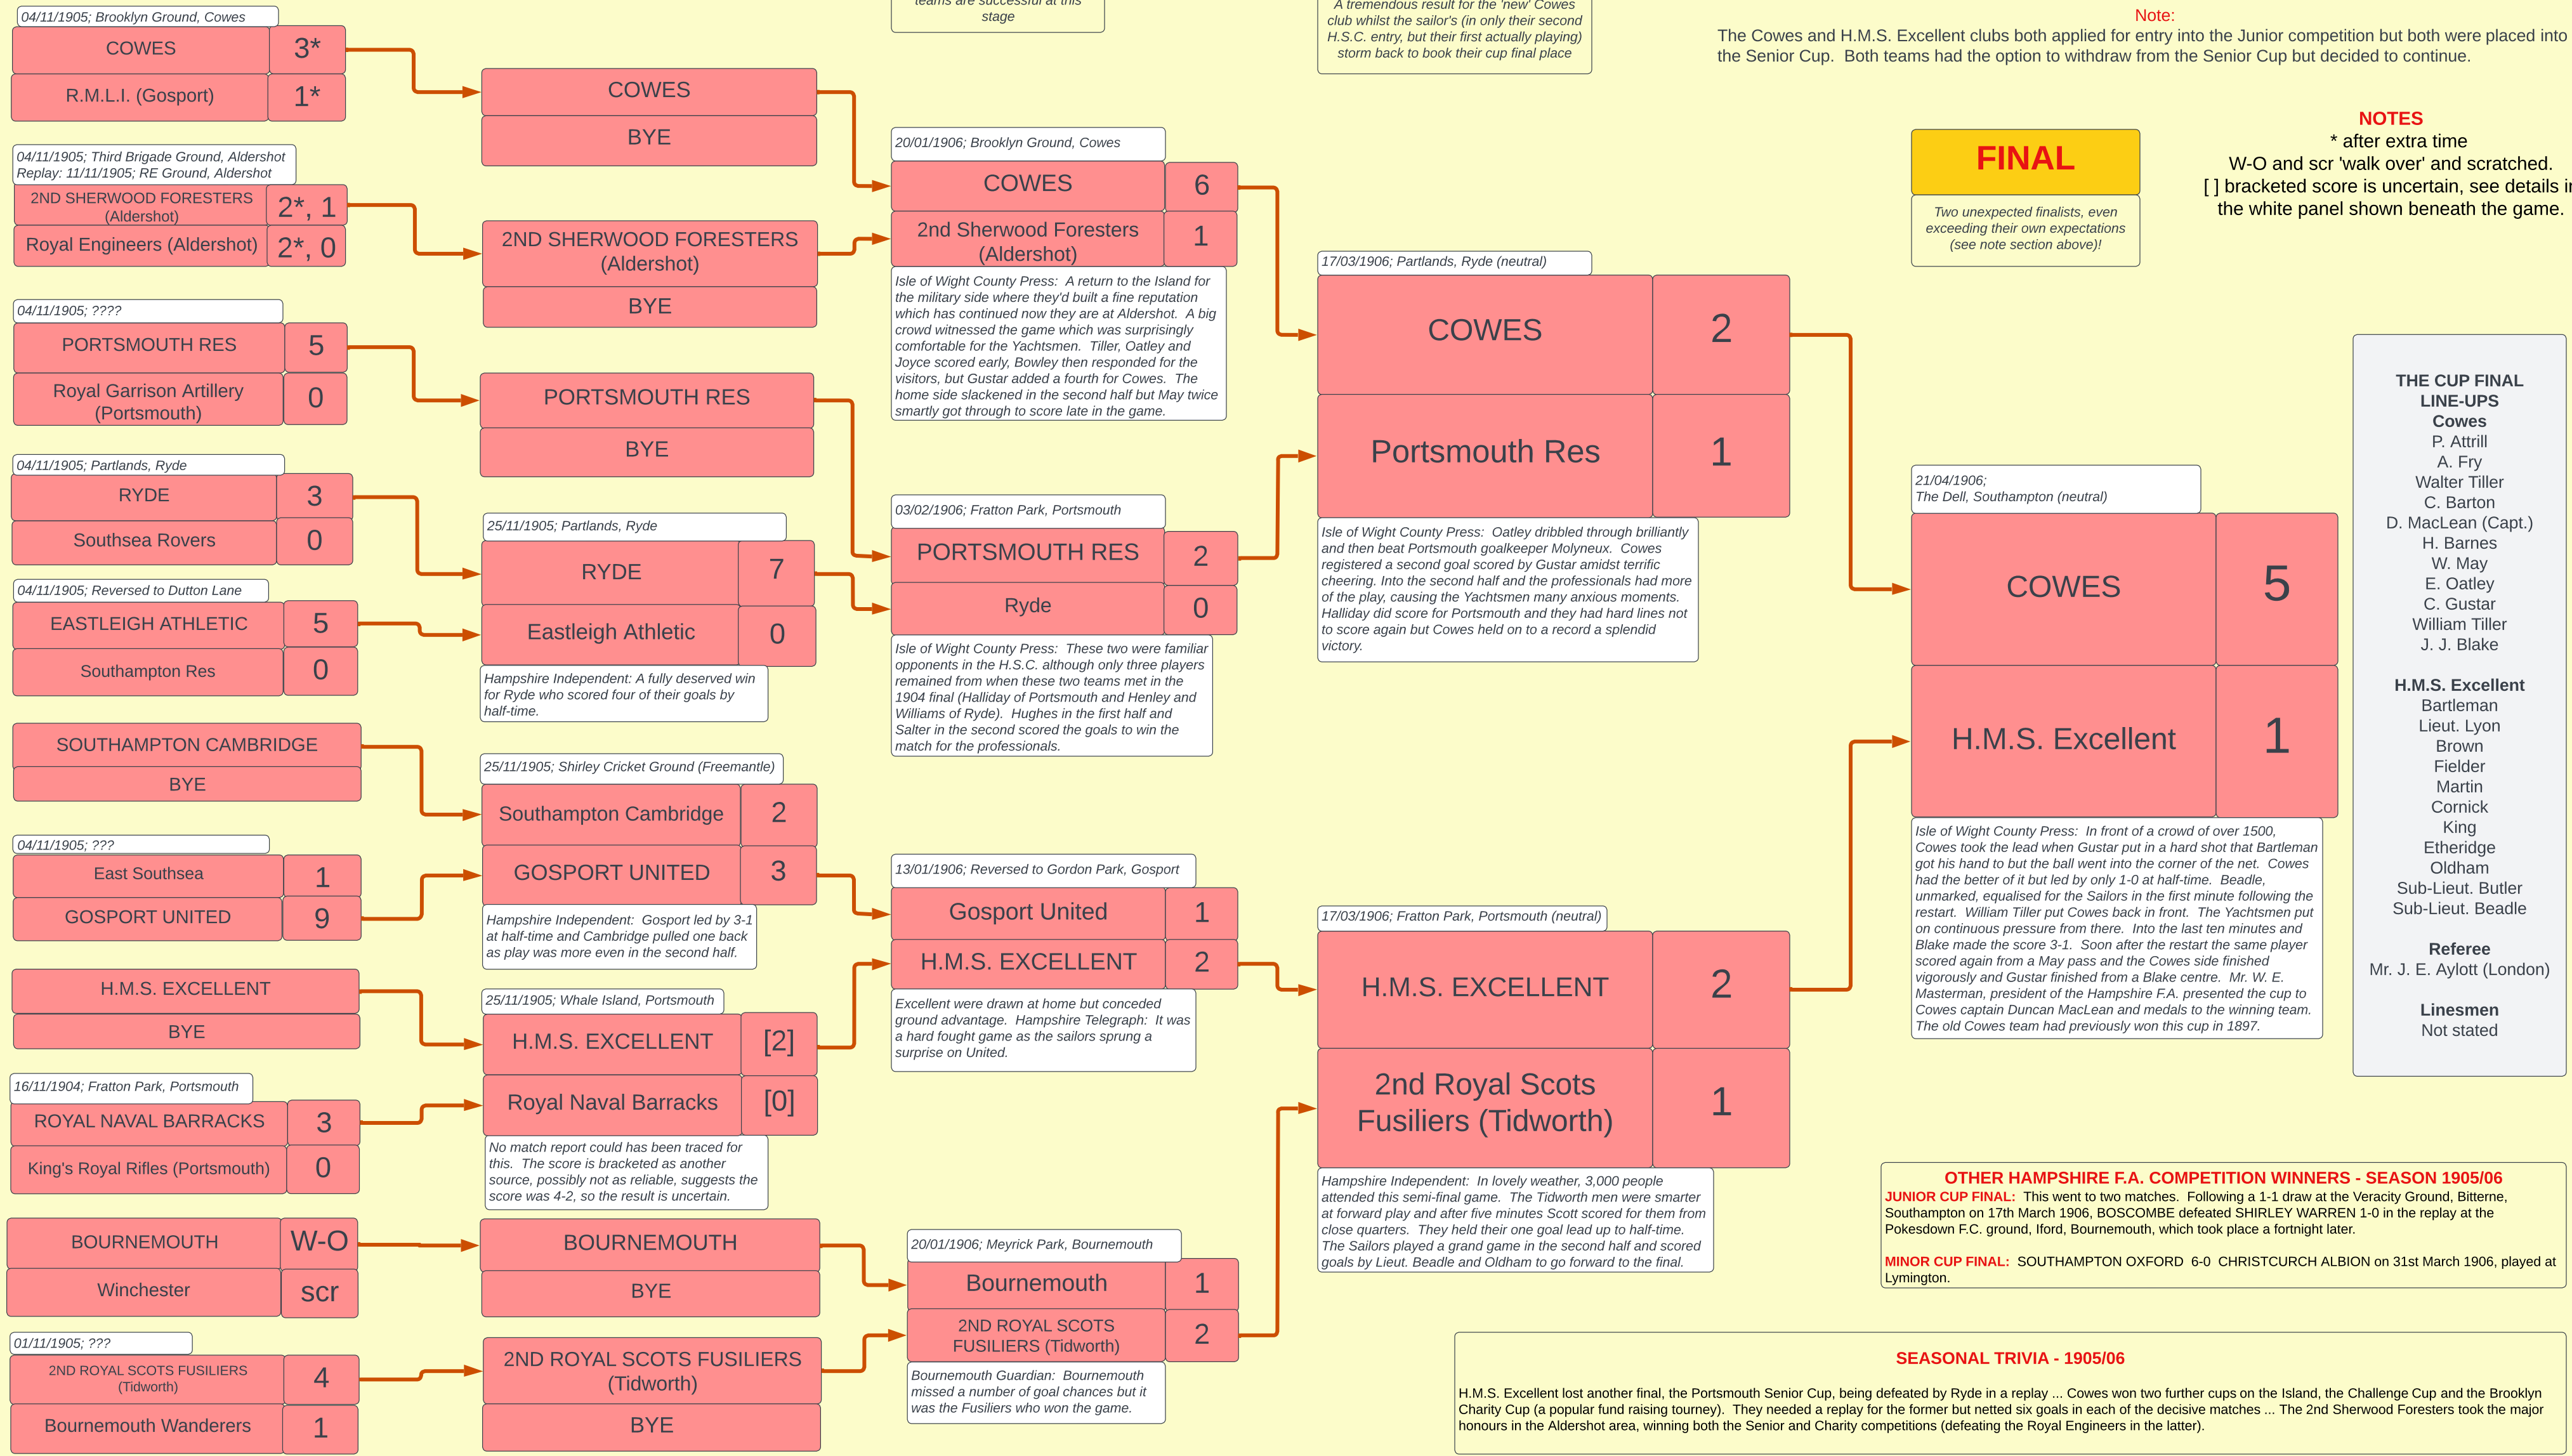 04/11/1905; Brooklyn Ground, Cowes
COWES
3*
R.M.L.I. (Gosport)
1*
04/11/1905; Third Brigade Ground, Aldershot
Replay: 11/11/1905; RE Ground, Aldershot
2ND SHERWOOD FORESTERS
(Aldershot)
2*, 1
Royal Engineers (Aldershot)
2*, 0
04/11/1905; ????
PORTSMOUTH RES
5
Royal Garrison Artillery
(Portsmouth)
0
04/11/1905; Partlands, Ryde
RYDE
3
Southsea Rovers
0
04/11/1905; Reversed to Dutton Lane
EASTLEIGH ATHLETIC
5
Southampton Res
0
SOUTHAMPTON CAMBRIDGE
BYE
04/11/1905; ???
East Southsea
1
GOSPORT UNITED
9
H.M.S. EXCELLENT
BYE
16/11/1904; Fratton Park, Portsmouth
ROYAL NAVAL BARRACKS
3
King's Royal Rifles (Portsmouth)
0
BOURNEMOUTH
W-O
Winchester
scr
01/11/1905; ???
2ND ROYAL SCOTS FUSILIERS
(Tidworth)
4
Bournemouth Wanderers
1
COWES
BYE
2ND SHERWOOD FORESTERS
(Aldershot)
BYE
PORTSMOUTH RES
BYE
25/11/1905; Partlands, Ryde
RYDE
7
Eastleigh Athletic
0
Hampshire Independent: A fully deserved win
for Ryde who scored four of their goals by
half-time.
25/11/1905; Shirley Cricket Ground (Freemantle)
Southampton Cambridge
2
GOSPORT UNITED
3
Hampshire Independent:  Gosport led by 3-1
at half-time and Cambridge pulled one back
as play was more even in the second half.
25/11/1905; Whale Island, Portsmouth
H.M.S. EXCELLENT
[2]
Royal Naval Barracks
[0]
No match report could has been traced for
this.  The score is bracketed as another
source, possibly not as reliable, suggests the
score was 4-2, so the result is uncertain.
BOURNEMOUTH
BYE
2ND ROYAL SCOTS FUSILIERS
(Tidworth)
BYE
teams are successful at this
stage
20/01/1906; Brooklyn Ground, Cowes
COWES
6
2nd Sherwood Foresters
(Aldershot)
1
Isle of Wight County Press:  A return to the Island for
the military side where they'd built a fine reputation
which has continued now they are at Aldershot.  A big
crowd witnessed the game which was surprisingly
comfortable for the Yachtsmen.  Tiller, Oatley and
Joyce scored early, Bowley then responded for the
visitors, but Gustar added a fourth for Cowes.  The
home side slackened in the second half but May twice
smartly got through to score late in the game.
03/02/1906; Fratton Park, Portsmouth
PORTSMOUTH RES
2
Ryde
0
Isle of Wight County Press:  These two were familiar
opponents in the H.S.C. although only three players
remained from when these two teams met in the
1904 final (Halliday of Portsmouth and Henley and
Williams of Ryde).  Hughes in the first half and
Salter in the second scored the goals to win the
match for the professionals.
13/01/1906; Reversed to Gordon Park, Gosport
Gosport United
1
H.M.S. EXCELLENT
2
Excellent were drawn at home but conceded
ground advantage.  Hampshire Telegraph:  It was
a hard fought game as the sailors sprung a
surprise on United.
20/01/1906; Meyrick Park, Bournemouth
Bournemouth
1
2ND ROYAL SCOTS
FUSILIERS (Tidworth)
2
Bournemouth Guardian:  Bournemouth
missed a number of goal chances but it
was the Fusiliers who won the game.
A tremendous result for the 'new' Cowes
club whilst the sailor's (in only their second
H.S.C. entry, but their first actually playing)
storm back to book their cup final place
17/03/1906; Partlands, Ryde (neutral)
COWES
2
Portsmouth Res
1
Isle of Wight County Press:  Oatley dribbled through brilliantly
and then beat Portsmouth goalkeeper Molyneux.  Cowes
registered a second goal scored by Gustar amidst terrific
cheering. Into the second half and the professionals had more
of the play, causing the Yachtsmen many anxious moments.
Halliday did score for Portsmouth and they had hard lines not
to score again but Cowes held on to a record a splendid
victory.
17/03/1906; Fratton Park, Portsmouth (neutral)
H.M.S. EXCELLENT
2
2nd Royal Scots
Fusiliers (Tidworth)
1
Hampshire Independent:  In lovely weather, 3,000 people
attended this semi-final game.  The Tidworth men were smarter
at forward play and after five minutes Scott scored for them from
close quarters.  They held their one goal lead up to half-time.
The Sailors played a grand game in the second half and scored
goals by Lieut. Beadle and Oldham to go forward to the final.
Note:
The Cowes and H.M.S. Excellent clubs both applied for entry into the Junior competition but both were placed into
the Senior Cup.  Both teams had the option to withdraw from the Senior Cup but decided to continue.
NOTES
* after extra time
W-O and scr 'walk over' and scratched.
[ ] bracketed score is uncertain, see details in
the white panel shown beneath the game.
FINAL
Two unexpected finalists, even
exceeding their own expectations
(see note section above)!
21/04/1906;
The Dell, Southampton (neutral)
COWES
5
H.M.S. Excellent
1
Isle of Wight County Press:  In front of a crowd of over 1500,
Cowes took the lead when Gustar put in a hard shot that Bartleman
got his hand to but the ball went into the corner of the net.  Cowes
had the better of it but led by only 1-0 at half-time.  Beadle,
unmarked, equalised for the Sailors in the first minute following the
restart.  William Tiller put Cowes back in front.  The Yachtsmen put
on continuous pressure from there.  Into the last ten minutes and
Blake made the score 3-1.  Soon after the restart the same player
scored again from a May pass and the Cowes side finished
vigorously and Gustar finished from a Blake centre.  Mr. W. E.
Masterman, president of the Hampshire F.A. presented the cup to
Cowes captain Duncan MacLean and medals to the winning team.
The old Cowes team had previously won this cup in 1897.
THE CUP FINAL
LINE-UPS
Cowes
P. Attrill
A. Fry
Walter Tiller
C. Barton
D. MacLean (Capt.)
H. Barnes
W. May
E. Oatley
C. Gustar
William Tiller
J. J. Blake
H.M.S. Excellent
Bartleman
Lieut. Lyon
Brown
Fielder
Martin
Cornick
King
Etheridge
Oldham
Sub-Lieut. Butler
Sub-Lieut. Beadle
Referee
Mr. J. E. Aylott (London)
Linesmen
Not stated
OTHER HAMPSHIRE F.A. COMPETITION WINNERS - SEASON 1905/06
JUNIOR CUP FINAL:  This went to two matches.  Following a 1-1 draw at the Veracity Ground, Bitterne,
Southampton on 17th March 1906, BOSCOMBE defeated SHIRLEY WARREN 1-0 in the replay at the
Pokesdown F.C. ground, Iford, Bournemouth, which took place a fortnight later.
MINOR CUP FINAL:  SOUTHAMPTON OXFORD  6-0  CHRISTCURCH ALBION on 31st March 1906, played at
Lymington.
SEASONAL TRIVIA - 1905/06
H.M.S. Excellent lost another final, the Portsmouth Senior Cup, being defeated by Ryde in a replay ... Cowes won two further cups on the Island, the Challenge Cup and the Brooklyn
Charity Cup (a popular fund raising tourney).  They needed a replay for the former but netted six goals in each of the decisive matches ... The 2nd Sherwood Foresters took the major
honours in the Aldershot area, winning both the Senior and Charity competitions (defeating the Royal Engineers in the latter).